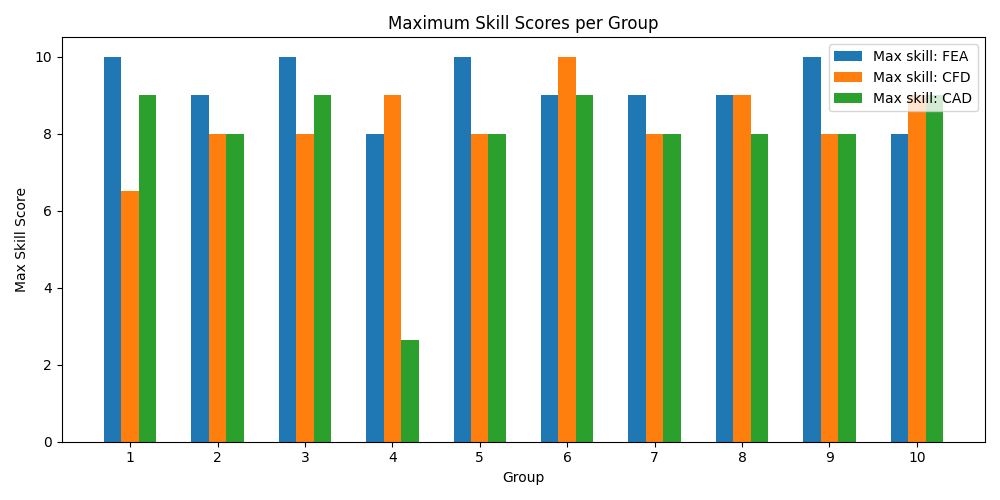 Maximum Skill Scores per Group
Max skill: FEA
Max skill: CFD
Max skill: CAD
Max Skill Score
10
8
6
4
2
0
1 2 3 4 5 6 7 8 9 10
Group